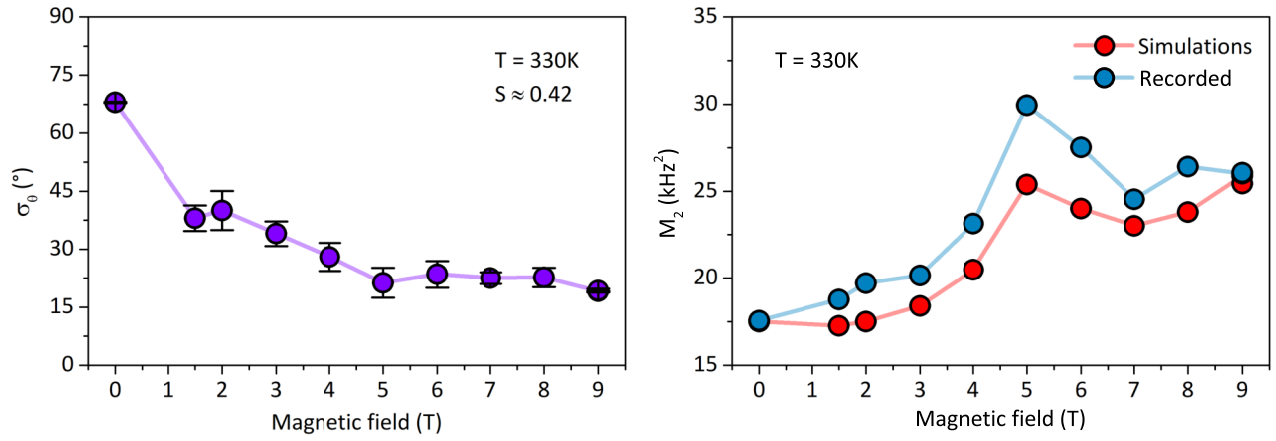 90
75
60
45
30
15
0
σθ (°)
T = 330K
S ≈ 0.42
0 1 2 3 4 5 6 7 8 9
Magnetic field (T)
35
30
25
20
15
M2 (kHz²)
T = 330K
Simulations
Recorded
0 1 2 3 4 5 6 7 8 9
Magnetic field (T)